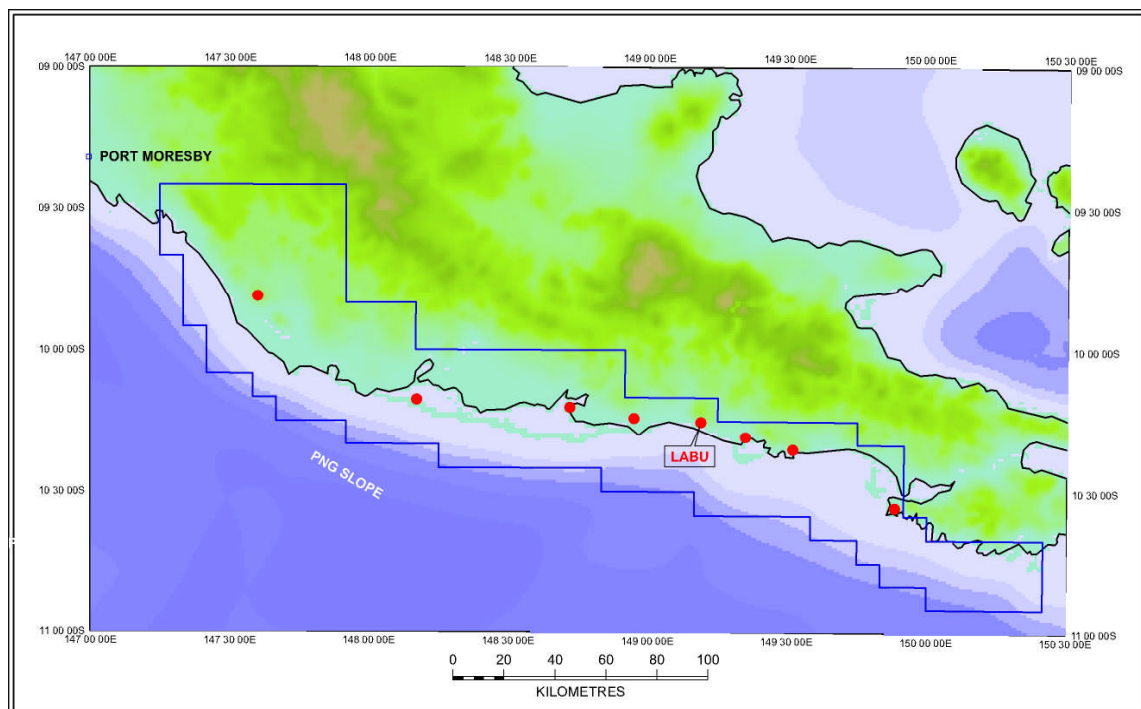 147 00 00E 147 30 00E 148 00 00E 148 30 00E 149 00 00E 149 30 00E 150 00 00E 150 30 00E
09 00 00S 09 00 00S
PORT MORESBY
09 30 00S 09 30 00S
10 00 00S 10 00 00S
LABU
PNG SLOPE
10 30 00S 10 30 00S
11 00 00S 11 00 00S
147 00 00E 147 30 00E 148 00 00E 148 30 00E 149 00 00E 149 30 00E 150 00 00E 150 30 00E
0 20 40 60 80 100
KILOMETRES